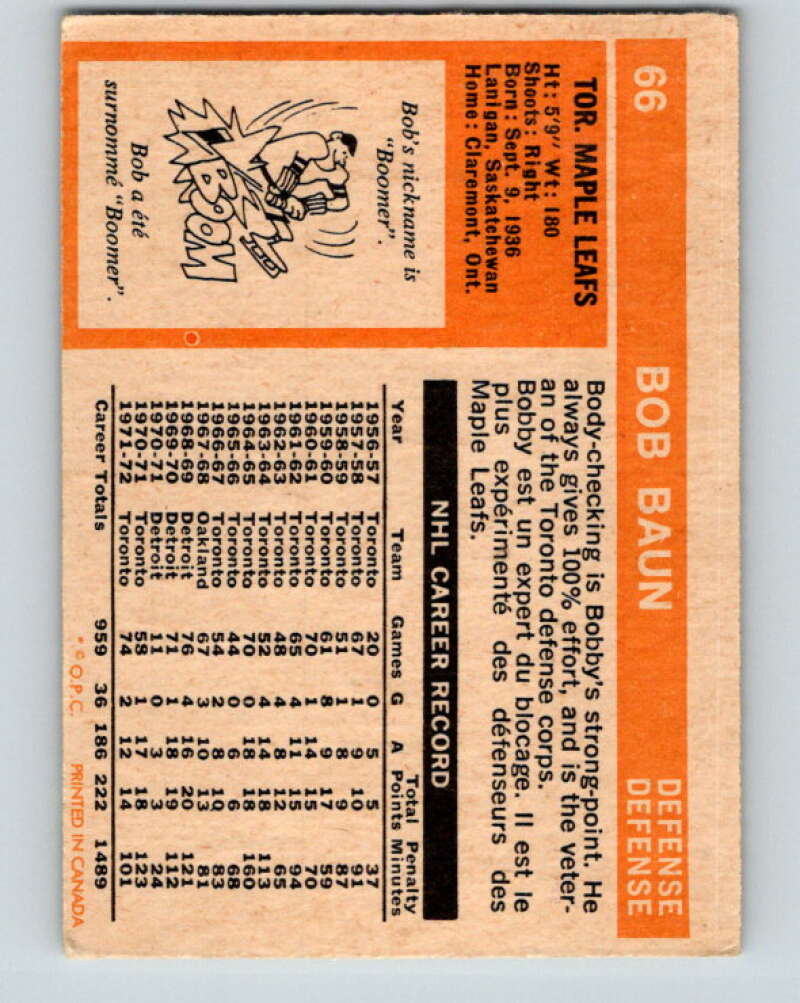 66 BOB BAUN DEFENSE
DEFENSE
TOR. MAPLE LEAFS
Ht: 5'9" Wt: 180
Shoots: Right
Born: Sept. 9, 1936
Lanigan, Saskatchewan
Home: Claremont, Ont.
Bob's nickname is
"Boomer".
BOOM
Bob a été
surnommé "Boomer".
Body-checking is Bobby's strong-point. He
always gives 100% effort, and is the veter-
an of the Toronto defense corps.
Bobby est un expert du blocage. Il est le
plus expérimenté des défenseurs des
Maple Leafs.
NHL CAREER RECORD
Total Penalty
Year Team Games G A Points Minutes
1956-57 Toronto 20 0 5 5 37
1957-58 Toronto 67 1 9 10 91
1958-59 Toronto 51 1 8 9 87
1959-60 Toronto 61 8 9 17 59
1960-61 Toronto 70 1 14 15 70
1961-62 Toronto 65 4 11 15 94
1962-63 Toronto 48 4 8 12 65
1963-64 Toronto 52 4 14 18 113
1964-65 Toronto 70 0 18 18 160
1965-66 Toronto 44 0 6 6 68
1966-67 Toronto 54 2 8 10 83
1967-68 Oakland 67 3 10 13 81
1968-69 Detroit 76 4 16 20 121
1969-70 Detroit 71 1 18 19 112
1970-71 Detroit 11 0 3 3 24
1970-71 Toronto 58 1 17 18 123
1971-72 Toronto 74 2 12 14 101
Career Totals 959 36 186 222 1489
* © O.P.C. PRINTED IN CANADA